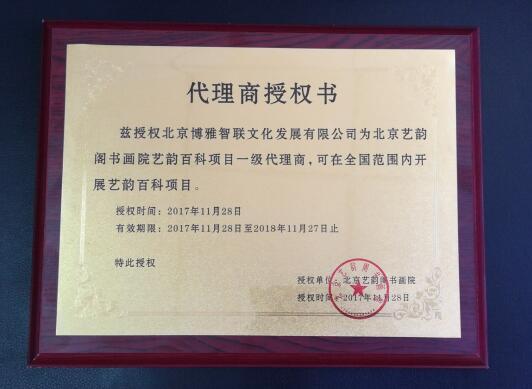 代理商授权书
兹授权北京博雅智联文化发展有限公司为北京艺韵
阁书画院艺韵百科项目一级代理商,可在全国范围内开
展艺韵百科项目。
授权时间:2017年11月28日
有效期限:2017年11月28日至2018年11月27日止
特此授权
授权单位:北京艺韵阁书画院
授权时间:2017年11月28日